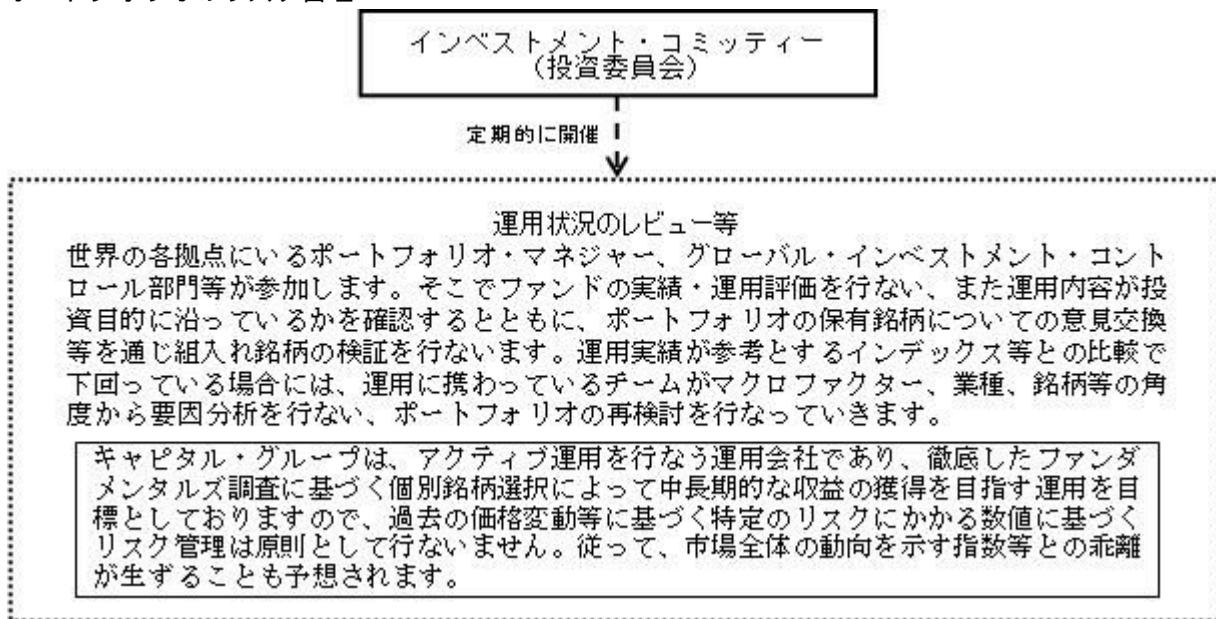 インベストメント・コミッティー
（投資委員会）
定期的に開催
運用状況のレビュー等
世界の各拠点にいるポートフォリオ・マネジャー、グローバル・インベストメント・コント
ロール部門等が参加します。そこでファンドの実績・運用評価を行ない、また運用内容が投
資目的に沿っているかを確認するとともに、ポートフォリオの保有銘柄についての意見交換
等を通じ組入れ銘柄の検証を行ないます。運用実績が参考とするインデックス等との比較で
下回っている場合には、運用に携わっているチームがマクロファクター、業種、銘柄等の角
度から要因分析を行ない、ポートフォリオの再検討を行なっていきます。
キャピタル・グループは、アクティブ運用を行なう運用会社であり、徹底したファンダ
メンタルズ調査に基づく個別銘柄選択によって中長期的な収益の獲得を目指す運用を目
標としておりますので、過去の価格変動等に基づく特定のリスクにかかる数値に基づく
リスク管理は原則として行ないません。従って、市場全体の動向を示す指数等との乖離
が生ずることも予想されます。